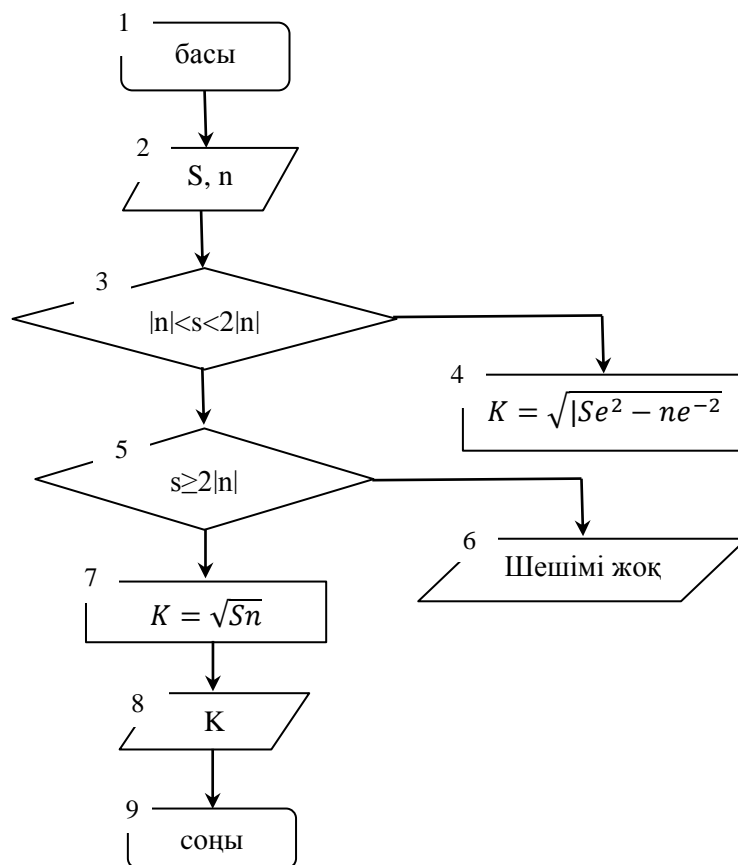 1
басы
2
S, n
3
|n|<s<2|n|
4
K = √|Se² − ne⁻²
5
s≥2|n|
6
Шешімі жоқ
7
K = √Sn
8
K
9
соңы